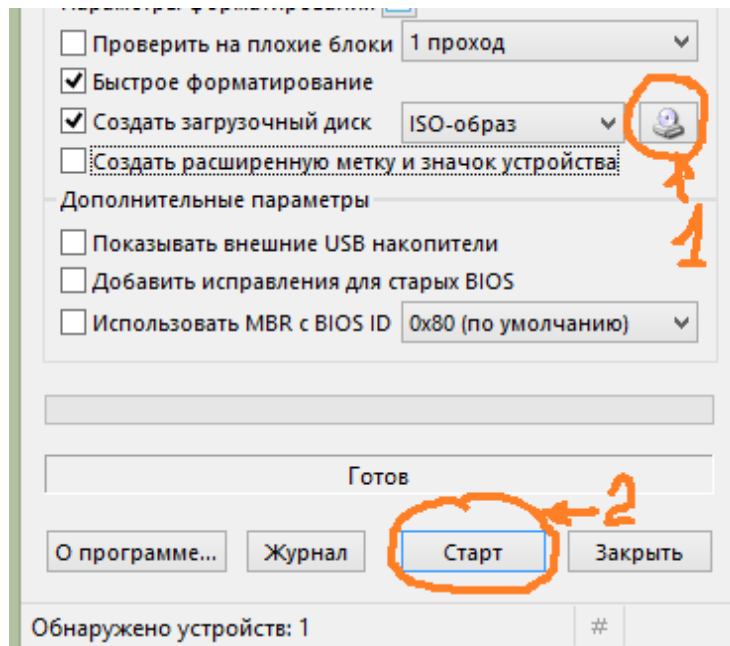 Параметры форматирования
Проверить на плохие блоки 1 проход
Быстрое форматирование
Создать загрузочный диск ISO-образ
Создать расширенную метку и значок устройства
1
Дополнительные параметры
Показывать внешние USB накопители
Добавить исправления для старых BIOS
Использовать MBR с BIOS ID 0x80 (по умолчанию)
Готов
2
О программе... Журнал Старт Закрыть
Обнаружено устройств: 1 #